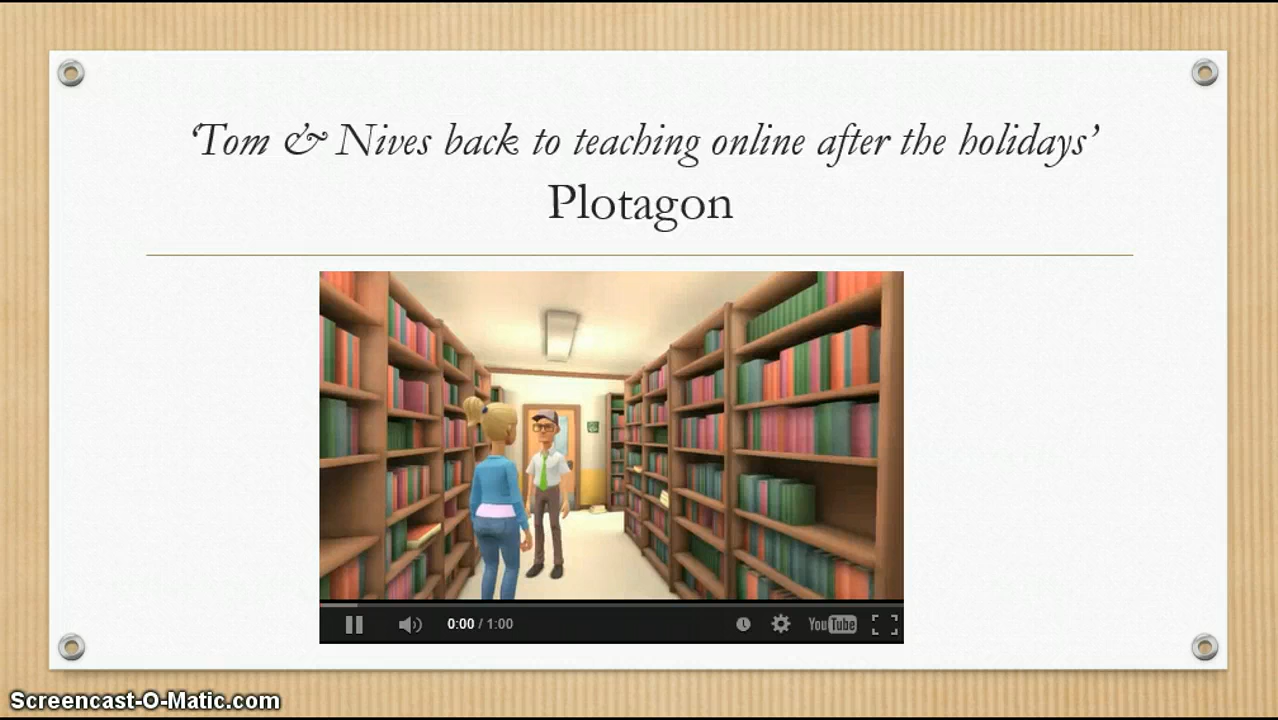 ‘Tom & Nives back to teaching online after the holidays’
Plotagon
0:00 / 1:00
YouTube
Screencast-O-Matic.com